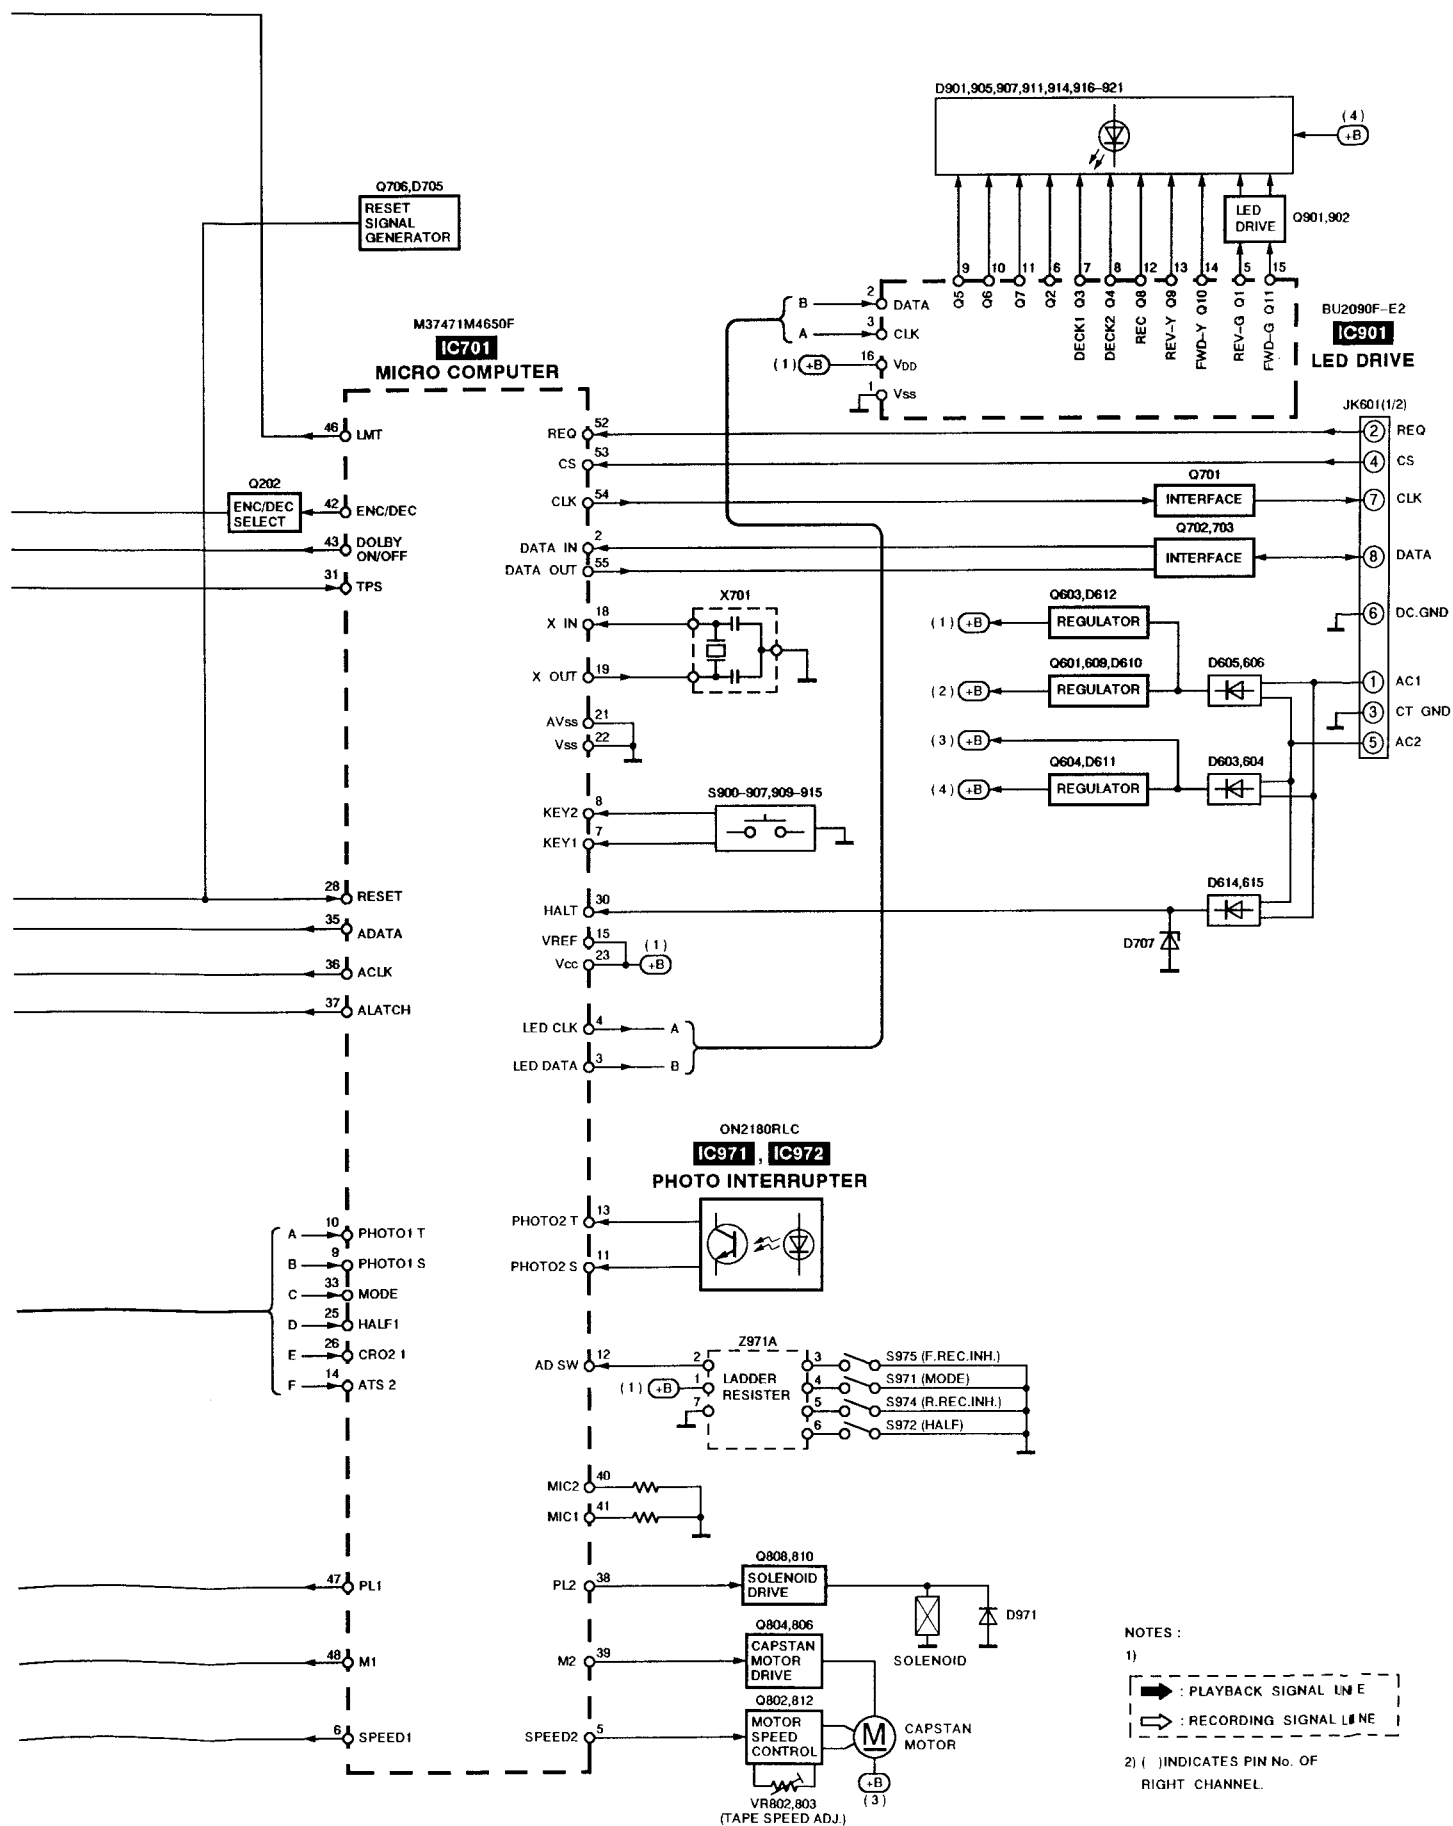 D901,905,907,911,914,916-921
(4)
+B
Q706,D705
RESET
SIGNAL
GENERATOR
LED
DRIVE
Q901,902
9 10 11 6 7 8 12 13 14 5 15
Q5
Q6
Q7
Q2
DECK1 Q3
DECK2 Q4
REC Q8
REV-Y Q9
FWD-Y Q10
REV-G Q1
FWD-G Q11
B 2 DATA
A 3 CLK
(1) +B 16 VDD
1 Vss
BU2090F-E2
IC901
LED DRIVE
M37471M4650F
IC701
MICRO COMPUTER
JK601(1/2)
46 LMT
REQ 52
2 REQ
CS 53
4 CS
Q202
ENC/DEC
SELECT
42 ENC/DEC
CLK 54
Q701
INTERFACE
7 CLK
43 DOLBY
ON/OFF
DATA IN 2
DATA OUT 55
Q702,703
INTERFACE
8 DATA
31 TPS
X701
X IN 18
X OUT 19
Q603,D612
(1) +B REGULATOR
6 DC.GND
Q601,609,D610
(2) +B REGULATOR
D605,606
1 AC1
3 CT GND
5 AC2
AVss 21
Vss 22
(3) +B
Q604,D611
(4) +B REGULATOR
D603,604
S900-907,909-915
KEY2 8
KEY1 7
28 RESET
HALT 30
D614,615
D707
35 ADATA
VREF 15
Vcc 23
(1)
+B
36 ACLK
37 ALATCH
LED CLK 4 A
LED DATA 3 B
ON2180RLC
IC971 , IC972
PHOTO INTERRUPTER
A 10 PHOTO1 T
B 9 PHOTO1 S
C 33 MODE
D 25 HALF1
E 26 CRO2 1
F 14 ATS 2
PHOTO2 T 13
PHOTO2 S 11
Z971A
AD SW 12
2
(1) +B 1
7
LADDER
RESISTER
3 S975 (F.REC.INH.)
4 S971 (MODE)
5 S974 (R.REC.INH.)
6 S972 (HALF)
MIC2 40
MIC1 41
47 PL1
PL2 38
Q808,810
SOLENOID
DRIVE
D971
SOLENOID
48 M1
M2 39
Q804,806
CAPSTAN
MOTOR
DRIVE
6 SPEED1
SPEED2 5
Q802,812
MOTOR
SPEED
CONTROL
M
CAPSTAN
MOTOR
+B
(3)
VR802,803
(TAPE SPEED ADJ.)
NOTES :
1)
: PLAYBACK SIGNAL LINE
: RECORDING SIGNAL LINE
2) ( )INDICATES PIN No. OF
RIGHT CHANNEL.